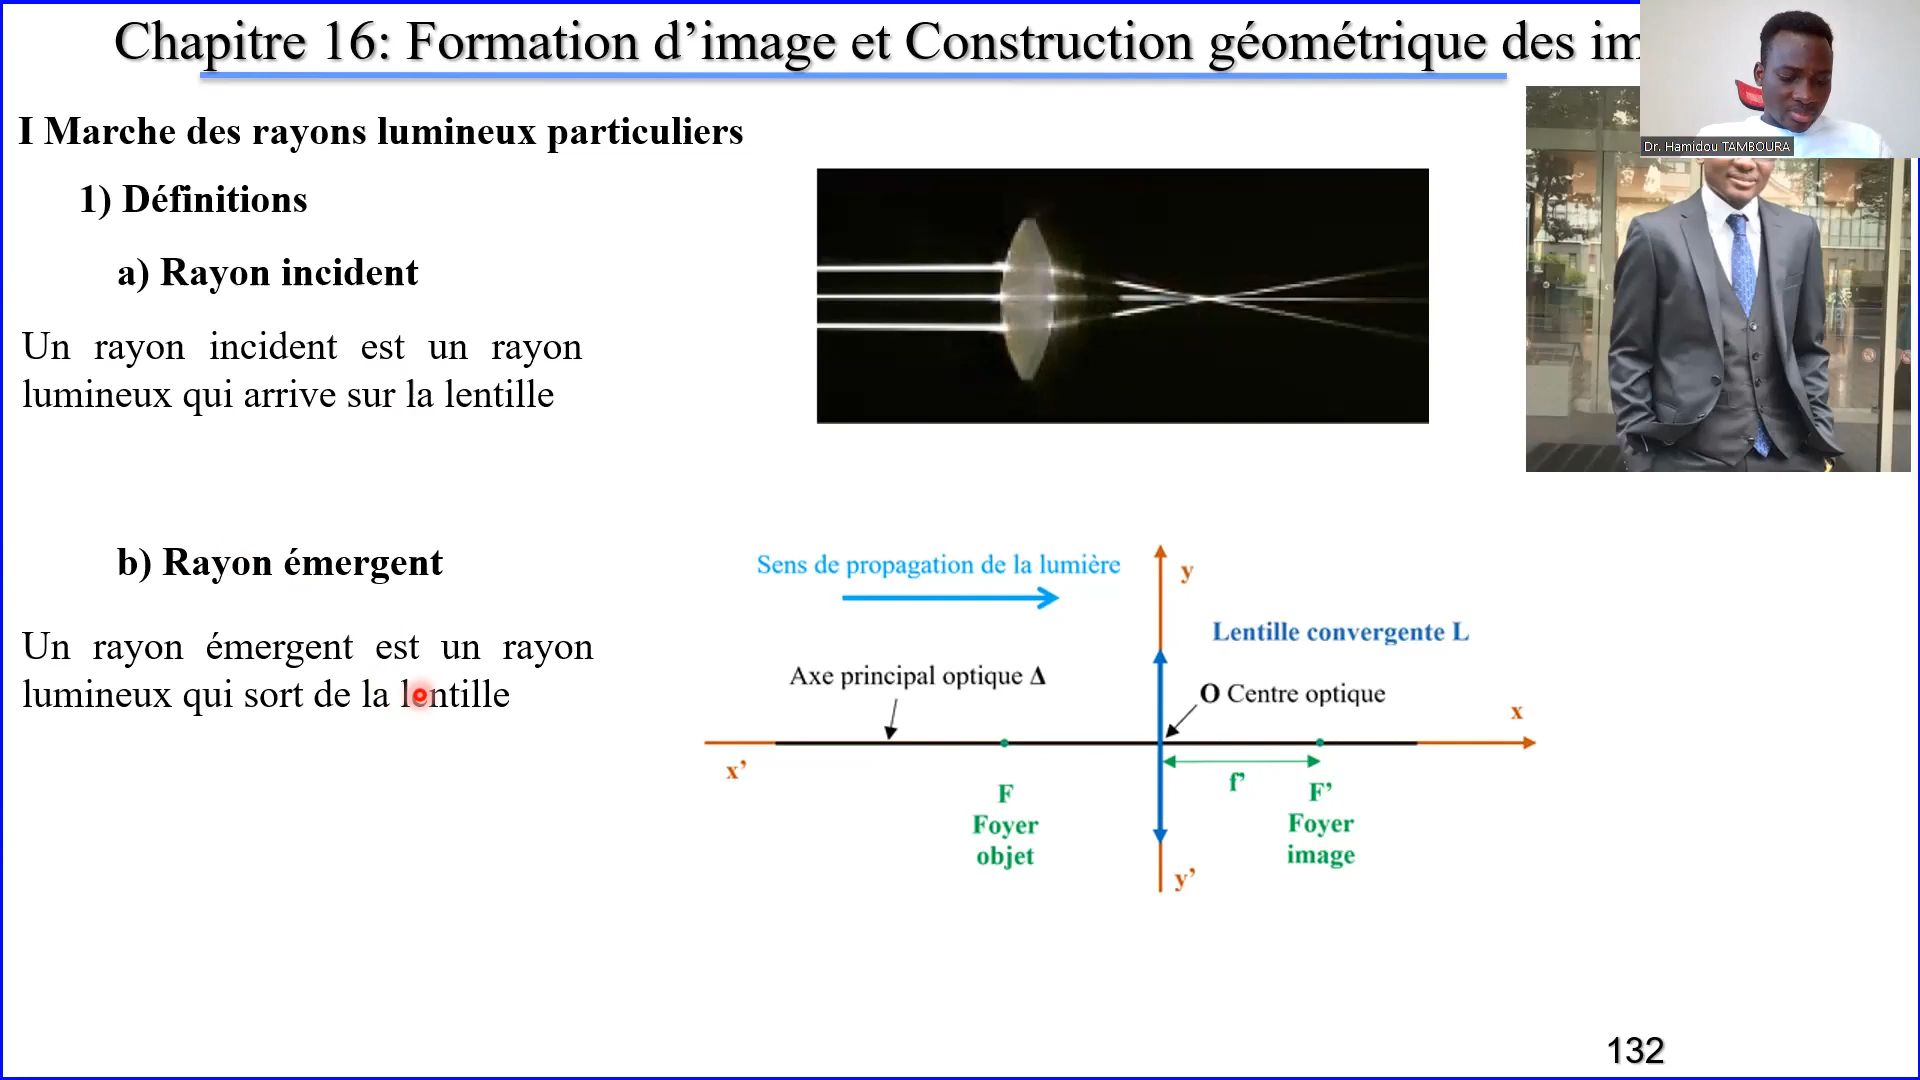 Chapitre 16: Formation d’image et Construction géométrique des im
Dr. Hamidou TAMBOURA
I Marche des rayons lumineux particuliers
1) Définitions
a) Rayon incident
Un rayon incident est un rayon
lumineux qui arrive sur la lentille
b) Rayon émergent
Un rayon émergent est un rayon
lumineux qui sort de la lentille
Sens de propagation de la lumière
y
Lentille convergente L
Axe principal optique Δ
O Centre optique
x
x’
f’
F
Foyer
objet
F’
Foyer
image
y’
132